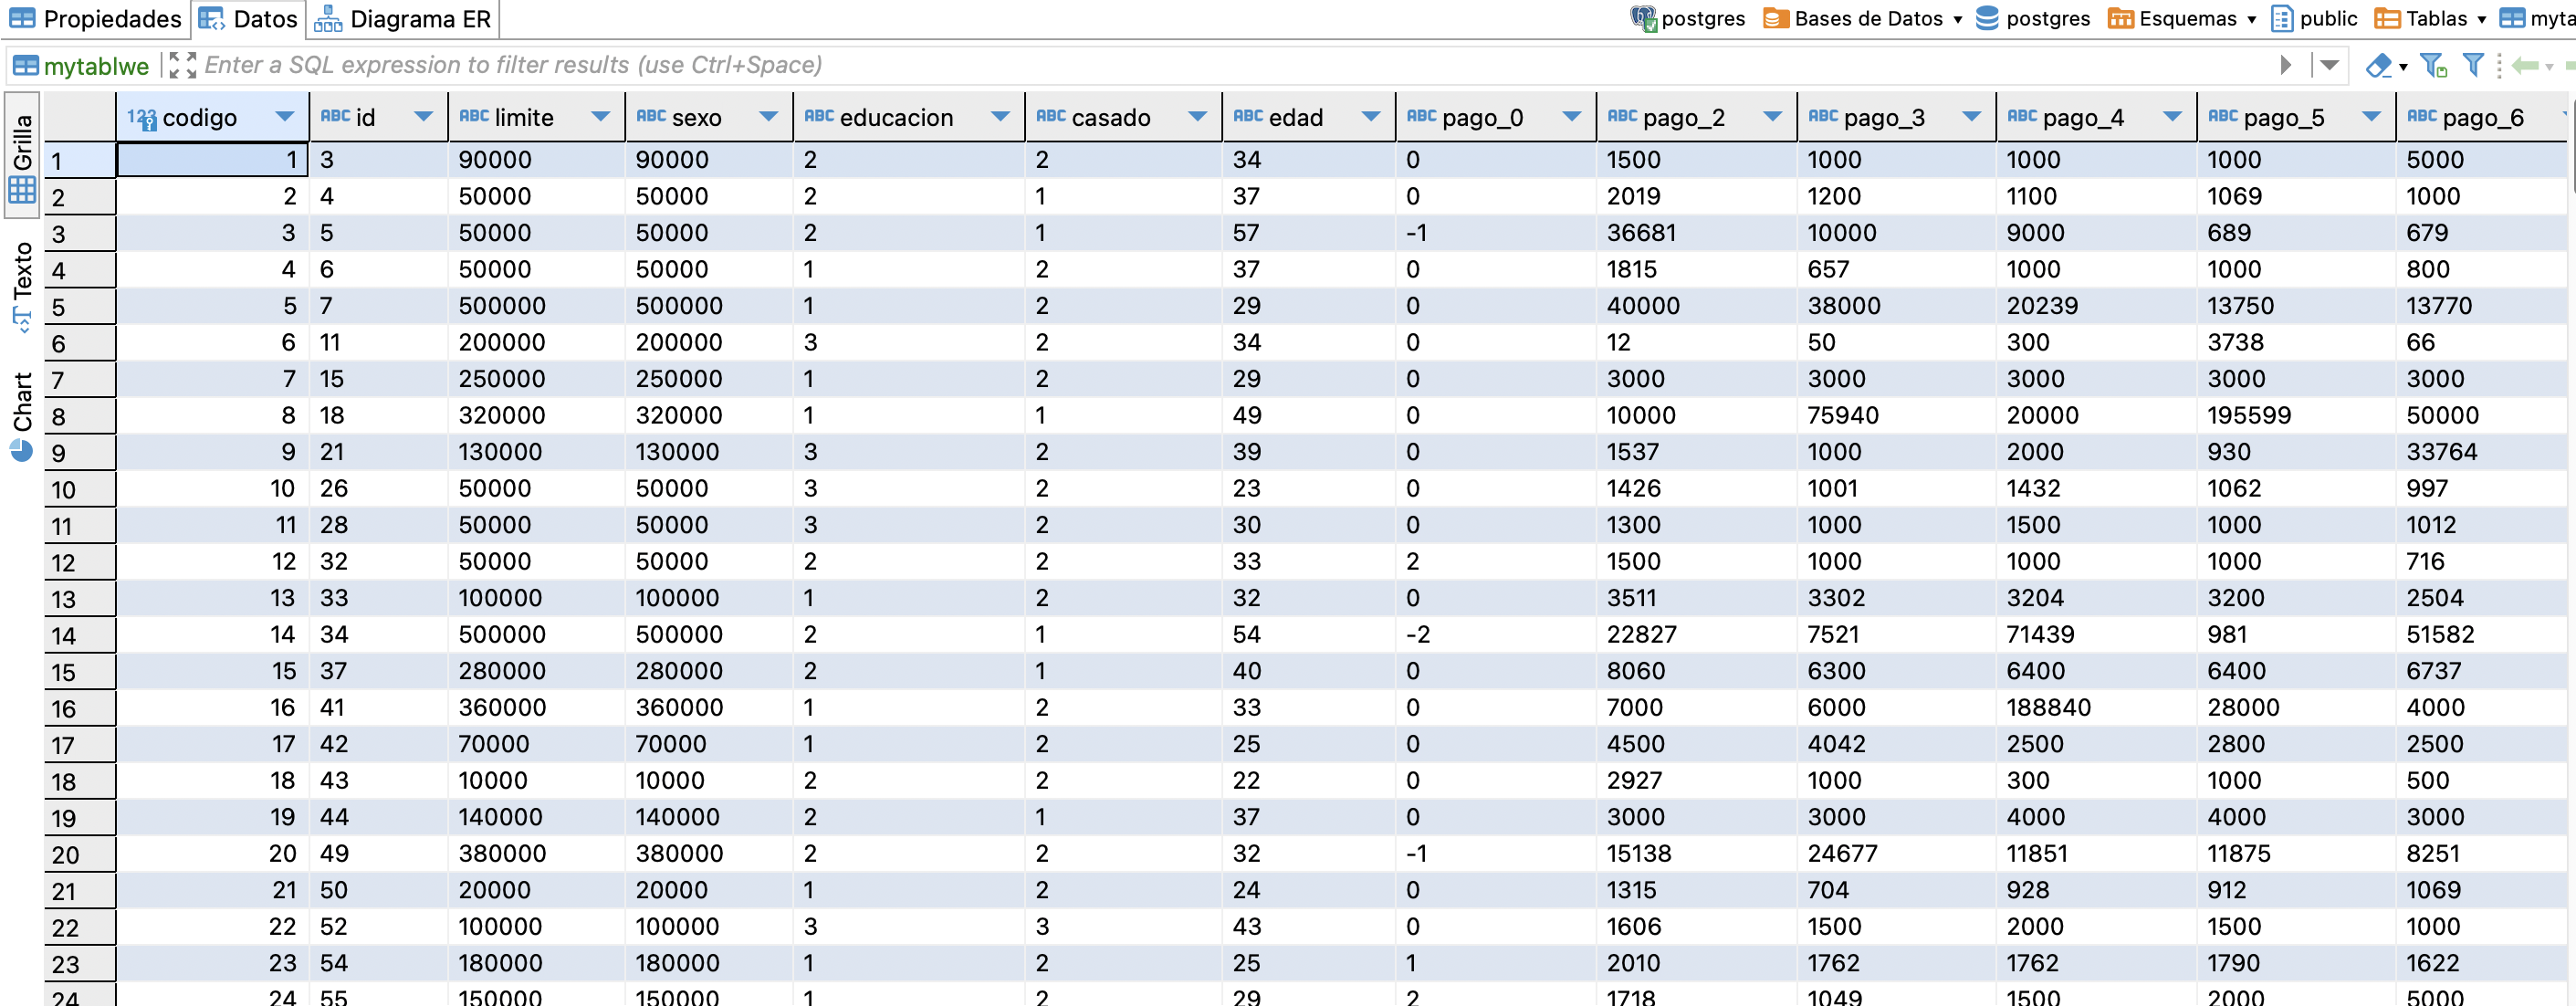 Propiedades Datos Diagrama ER postgres Bases de Datos postgres Esquemas public Tablas myta
mytablwe Enter a SQL expression to filter results (use Ctrl+Space)
Grilla
Texto
Chart
123 codigo ABC id ABC limite ABC sexo ABC educacion ABC casado ABC edad ABC pago_0 ABC pago_2 ABC pago_3 ABC pago_4 ABC pago_5 ABC pago_6
1 1 3 90000 90000 2 2 34 0 1500 1000 1000 1000 5000
2 2 4 50000 50000 2 1 37 0 2019 1200 1100 1069 1000
3 3 5 50000 50000 2 1 57 -1 36681 10000 9000 689 679
4 4 6 50000 50000 1 2 37 0 1815 657 1000 1000 800
5 5 7 500000 500000 1 2 29 0 40000 38000 20239 13750 13770
6 6 11 200000 200000 3 2 34 0 12 50 300 3738 66
7 7 15 250000 250000 1 2 29 0 3000 3000 3000 3000 3000
8 8 18 320000 320000 1 1 49 0 10000 75940 20000 195599 50000
9 9 21 130000 130000 3 2 39 0 1537 1000 2000 930 33764
10 10 26 50000 50000 3 2 23 0 1426 1001 1432 1062 997
11 11 28 50000 50000 3 2 30 0 1300 1000 1500 1000 1012
12 12 32 50000 50000 2 2 33 2 1500 1000 1000 1000 716
13 13 33 100000 100000 1 2 32 0 3511 3302 3204 3200 2504
14 14 34 500000 500000 2 1 54 -2 22827 7521 71439 981 51582
15 15 37 280000 280000 2 1 40 0 8060 6300 6400 6400 6737
16 16 41 360000 360000 1 2 33 0 7000 6000 188840 28000 4000
17 17 42 70000 70000 1 2 25 0 4500 4042 2500 2800 2500
18 18 43 10000 10000 2 2 22 0 2927 1000 300 1000 500
19 19 44 140000 140000 2 1 37 0 3000 3000 4000 4000 3000
20 20 49 380000 380000 2 2 32 -1 15138 24677 11851 11875 8251
21 21 50 20000 20000 1 2 24 0 1315 704 928 912 1069
22 22 52 100000 100000 3 3 43 0 1606 1500 2000 1500 1000
23 23 54 180000 180000 1 2 25 1 2010 1762 1762 1790 1622
24 24 55 150000 150000 1 2 29 2 1718 1049 1500 2000 5000